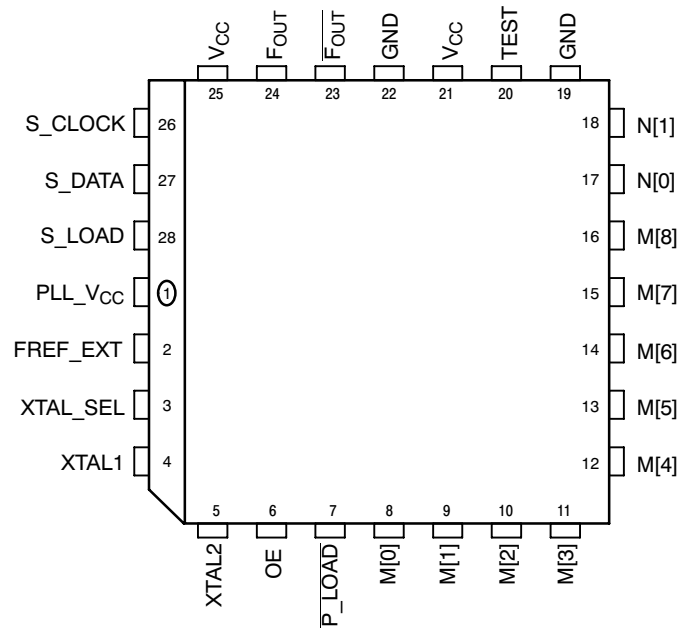 VCC FOUT FOUT GND VCC TEST GND
25 24 23 22 21 20 19
S_CLOCK 26 18 N[1]
S_DATA 27 17 N[0]
S_LOAD 28 16 M[8]
PLL_VCC 1 15 M[7]
FREF_EXT 2 14 M[6]
XTAL_SEL 3 13 M[5]
XTAL1 4 12 M[4]
5 6 7 8 9 10 11
XTAL2 OE P_LOAD M[0] M[1] M[2] M[3]